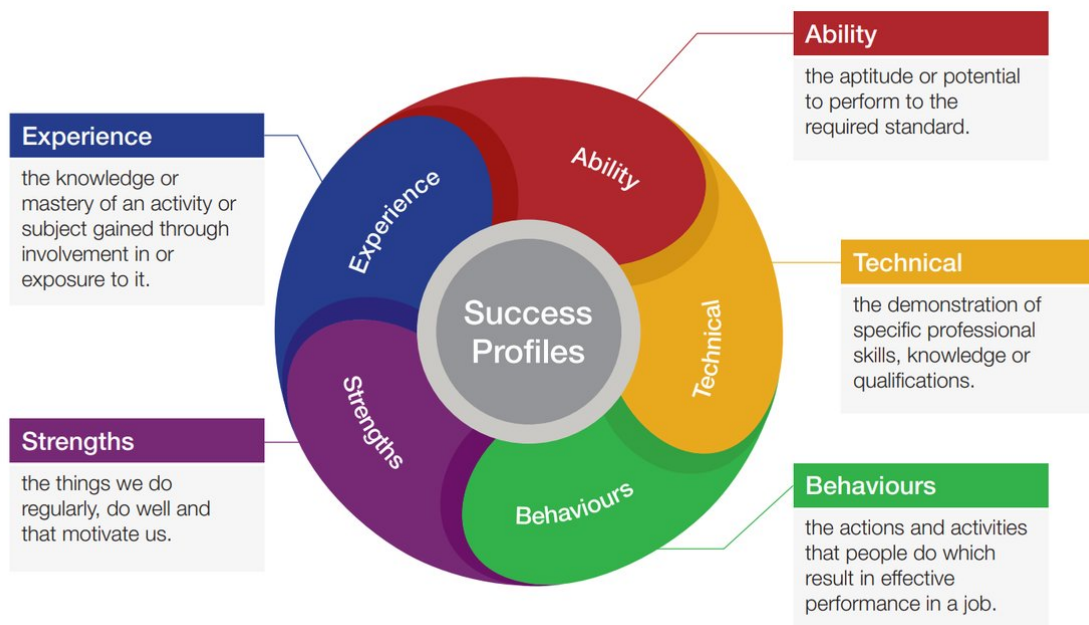 Ability
the aptitude or potential
to perform to the
required standard.
Experience
the knowledge or
mastery of an activity or
subject gained through
involvement in or
exposure to it.
Technical
the demonstration of
specific professional
skills, knowledge or
qualifications.
Strengths
the things we do
regularly, do well and
that motivate us.
Behaviours
the actions and activities
that people do which
result in effective
performance in a job.
Ability
Experience
Success
Profiles
Technical
Strengths
Behaviours